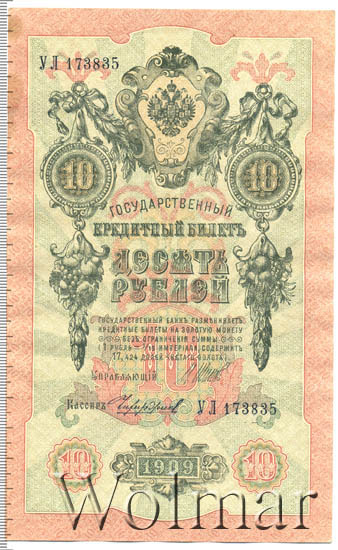 УЛ 173835
10 10
ГОСУДАРСТВЕННЫЙ
КРЕДИТНЫЙ БИЛЕТЪ
ДЕСЯТЬ
РУБЛЕЙ
ГОСУДАРСТВЕННЫЙ БАНКЪ РАЗМѢНИВАЕТЪ
КРЕДИТНЫЕ БИЛЕТЫ НА ЗОЛОТУЮ МОНЕТУ
БЕЗЪ ОГРАНИЧЕНІЯ СУММЫ
(1 РУБЛЬ = 1/15 ИМПЕРІАЛА, СОДЕРЖИТЪ
17,424 ДОЛЕЙ ЧИСТАГО ЗОЛОТА).
УПРАВЛЯЮЩІЙ
10
Кассиръ УЛ 173835
10 1909 10
Wolmar